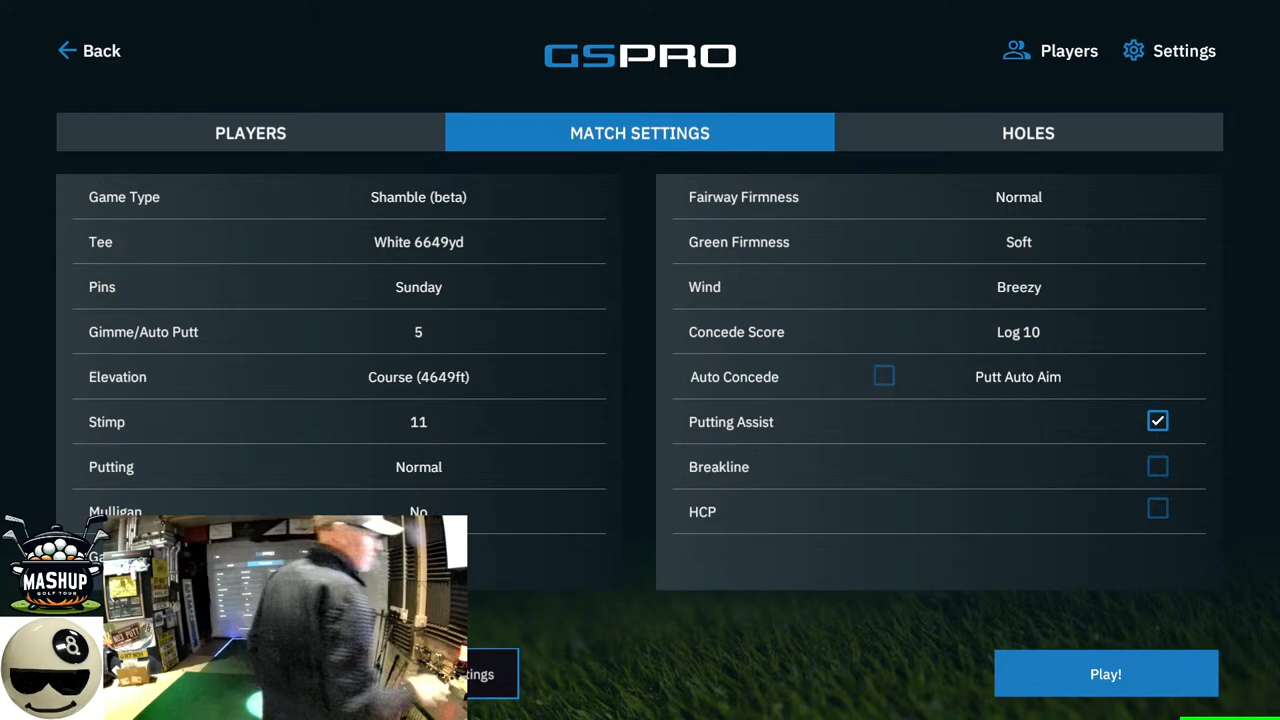 Back
GSPRO
Players
Settings
PLAYERS
MATCH SETTINGS
HOLES
Game Type Shamble (beta)
Tee White 6649yd
Pins Sunday
Gimme/Auto Putt 5
Elevation Course (4649ft)
Stimp 11
Putting Normal
Mulligan No
Fairway Firmness Normal
Green Firmness Soft
Wind Breezy
Concede Score Log 10
Auto Concede Putt Auto Aim
Putting Assist
Breakline
HCP
MASHUP
GOLF TOUR
8
Play!